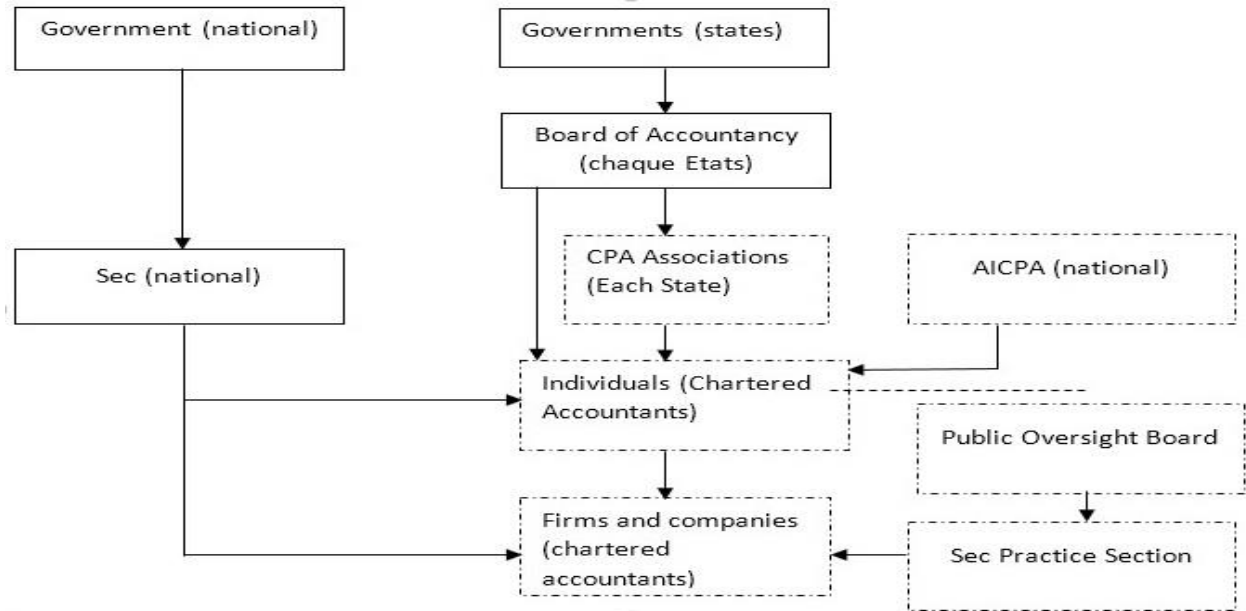 Government (national)
Governments (states)
Board of Accountancy
(chaque Etats)
Sec (national)
CPA Associations
(Each State)
AICPA (national)
Individuals (Chartered
Accountants)
Public Oversight Board
Firms and companies
(chartered
accountants)
Sec Practice Section